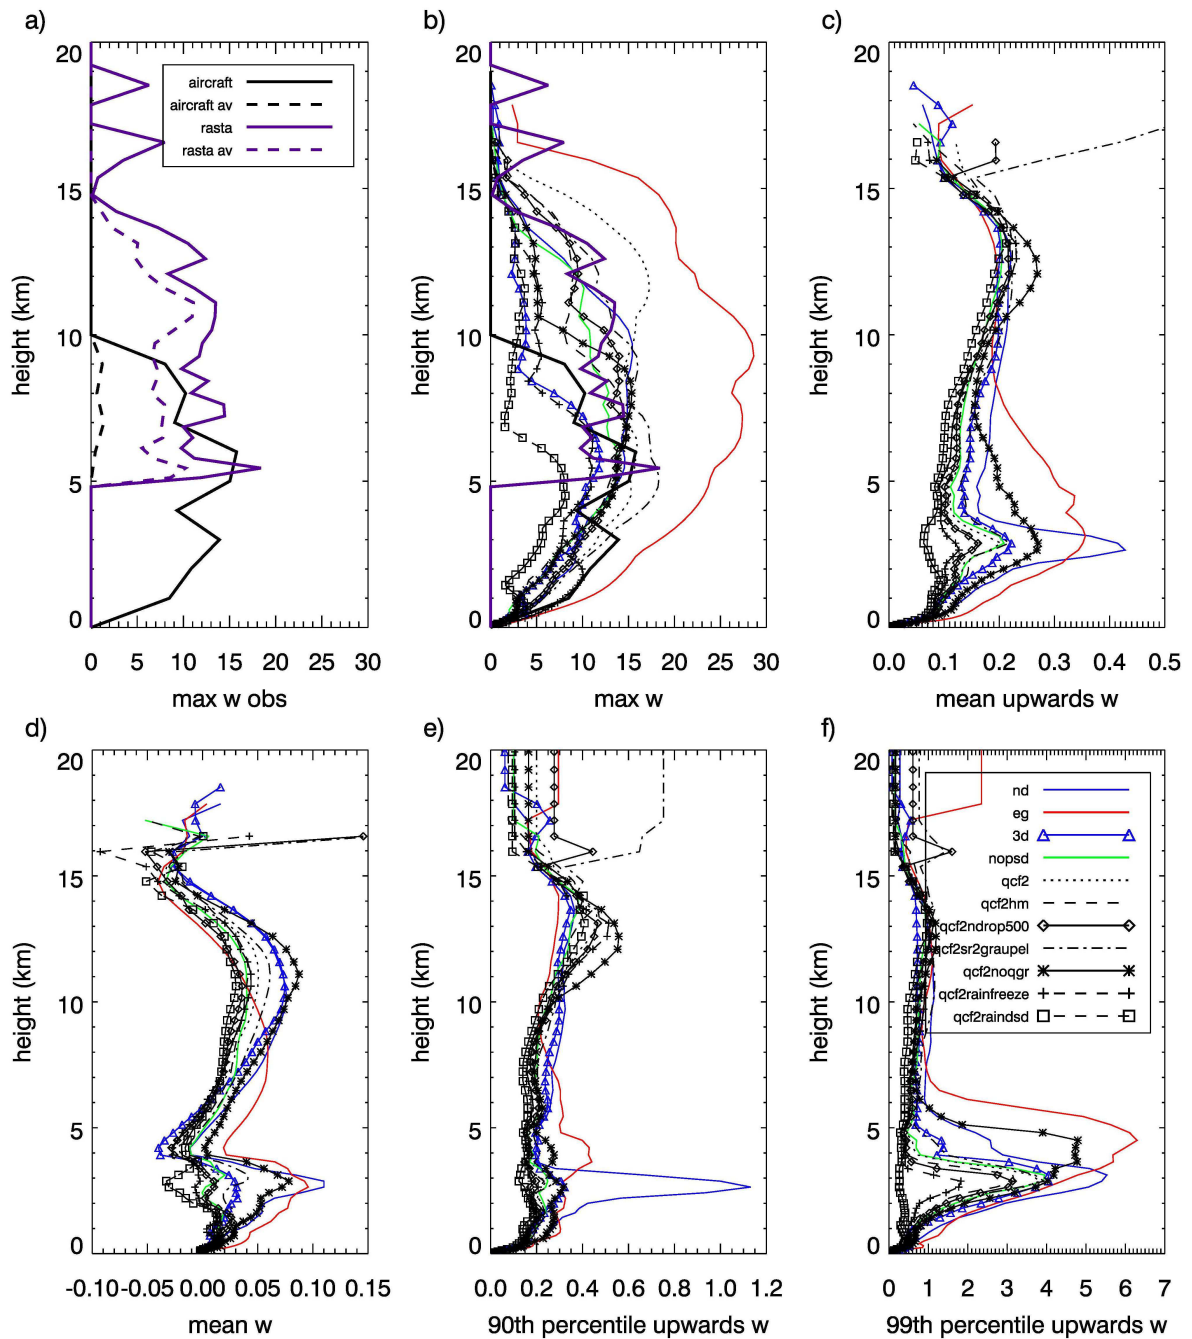 a)
20
15
10
5
0
height (km)
aircraft
aircraft av
rasta
rasta av
0 5 10 15 20 25 30
max w obs
b)
20
15
10
5
0
height (km)
0 5 10 15 20 25 30
max w
c)
20
15
10
5
0
height (km)
0.0 0.1 0.2 0.3 0.4 0.5
mean upwards w
d)
20
15
10
5
0
height (km)
-0.10 -0.05 0.00 0.05 0.10 0.15
mean w
e)
20
15
10
5
0
height (km)
0.0 0.2 0.4 0.6 0.8 1.0 1.2
90th percentile upwards w
f)
20
15
10
5
0
height (km)
nd
eg
3d
nopsd
qcf2
qcf2hm
qcf2ndrop500
qcf2sr2graupel
qcf2noqgr
qcf2rainfreeze
qcf2raindsd
0 1 2 3 4 5 6 7
99th percentile upwards w